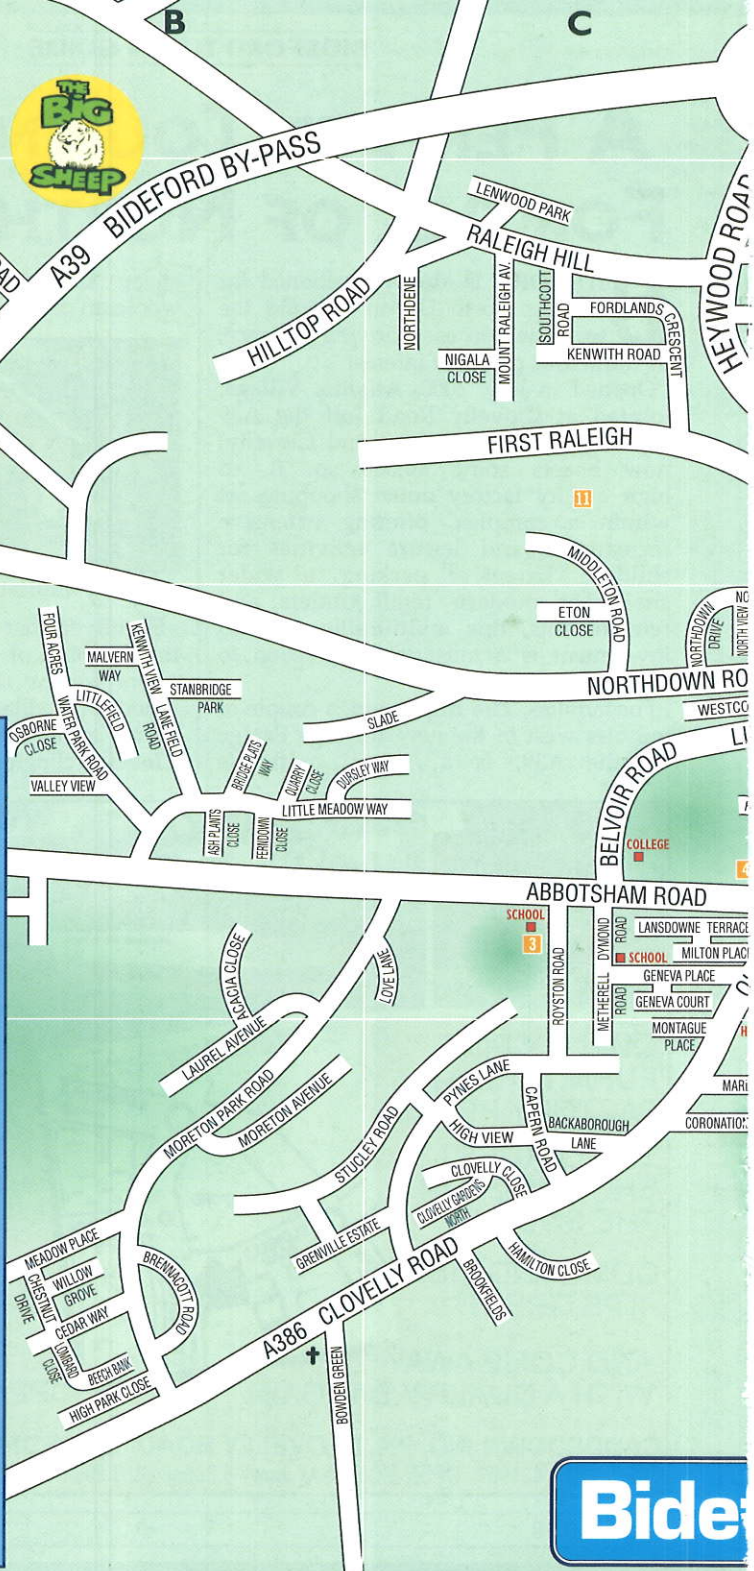 B
C
THE
BIG
SHEEP
A39 BIDEFORD BY-PASS
LENWOOD PARK
RALEIGH HILL
HEYWOOD ROAD
HILLTOP ROAD
NORTHDENE
MOUNT RALEIGH AV.
SOUTHCOTT
ROAD
FORDLANDS CRESCENT
NIGALA
CLOSE
KENWITH ROAD
FIRST RALEIGH
11
MIDDLETON ROAD
ETON
CLOSE
NORTHDOWN
DRIVE
NORTH VIEW
FOUR ACRES
KENWITH VIEW
MALVERN
WAY
STANBRIDGE
PARK
LANE FIELD
ROAD
LITTLEFIELD
WATER PARK ROAD
OSBORNE
CLOSE
VALLEY VIEW
NORTHDOWN RO
WESTCO
SLADE
BRIDGE PLATS
WAY
QUARRY
CLOSE
DURSLEY WAY
LITTLE MEADOW WAY
ASH PLANTS
CLOSE
FERNDOWN
CLOSE
BELVOIR ROAD
COLLEGE
4
ABBOTSHAM ROAD
SCHOOL
3
ROYSTON ROAD
DYMOND
ROAD
LANSDOWNE TERRACE
MILTON PLAC
SCHOOL
GENEVA PLACE
METHERELL
ROAD
GENEVA COURT
MONTAGUE
PLACE
H
MARI
CORONATION
ACACIA CLOSE
LOVE LANE
LAUREL AVENUE
MORETON PARK ROAD
MORETON AVENUE
STUCLEY ROAD
PYNES LANE
HIGH VIEW
CAPERN ROAD
BACKABOROUGH
LANE
CLOVELLY CLOSE
CLOVELLY GARDENS
NORTH
GRENVILLE ESTATE
HAMILTON CLOSE
BROOKFIELDS
A386 CLOVELLY ROAD
BOWDEN GREEN
MEADOW PLACE
WILLOW
GROVE
CHESTNUT
DRIVE
CEDAR WAY
BRENNACOTT ROAD
LOMBARD
CLOSE
BEECH BANK
HIGH PARK CLOSE
Bide